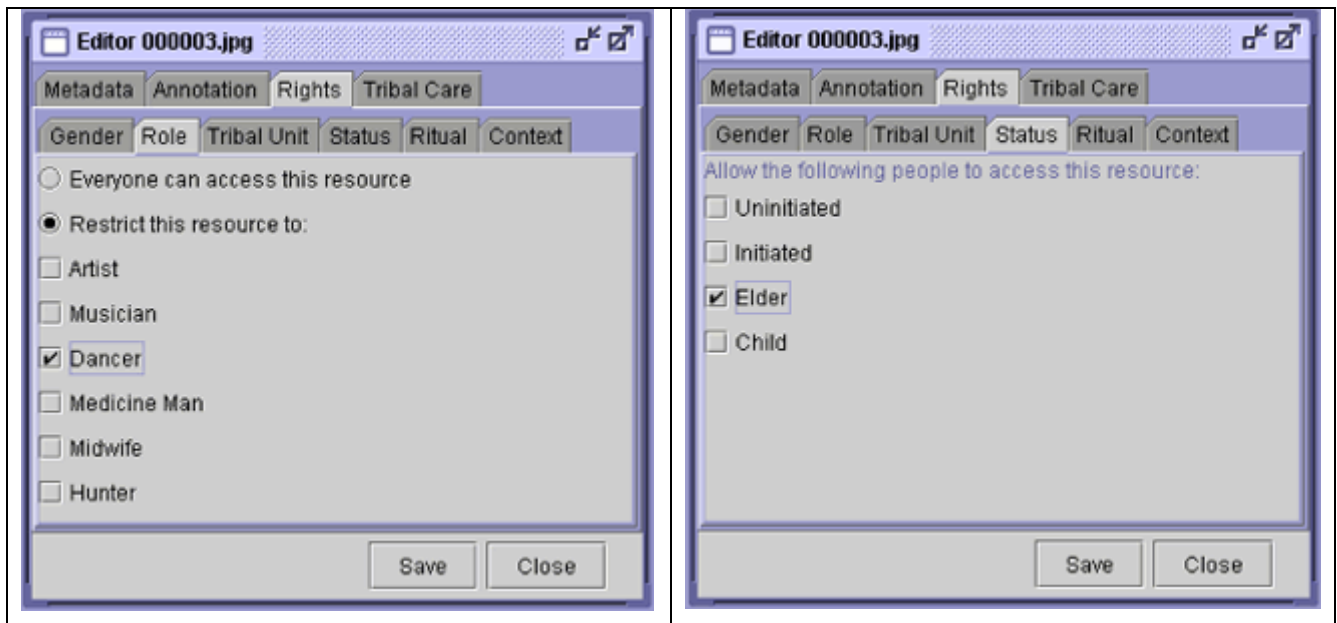 Editor 000003.jpg
Metadata Annotation Rights Tribal Care
Gender Role Tribal Unit Status Ritual Context
Everyone can access this resource
Restrict this resource to:
Artist
Musician
Dancer
Medicine Man
Midwife
Hunter
Save Close
Editor 000003.jpg
Metadata Annotation Rights Tribal Care
Gender Role Tribal Unit Status Ritual Context
Allow the following people to access this resource:
Uninitiated
Initiated
Elder
Child
Save Close